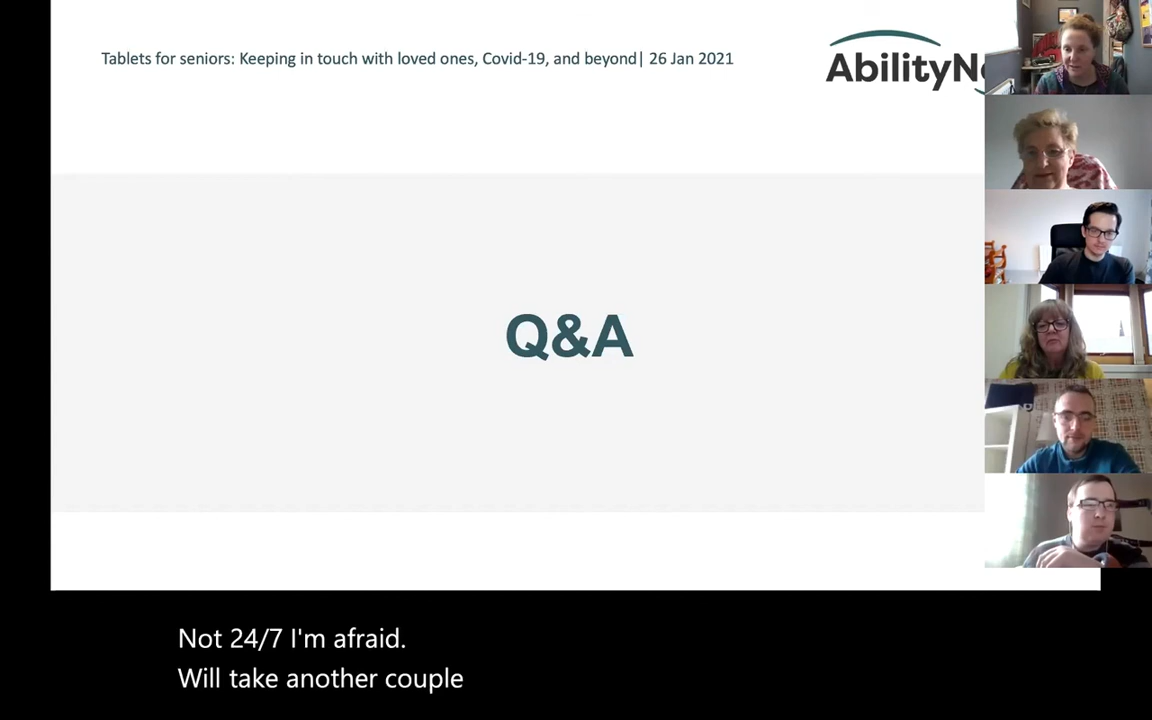 Tablets for seniors: Keeping in touch with loved ones, Covid-19, and beyond| 26 Jan 2021
Q&A
Not 24/7 I'm afraid.
Will take another couple